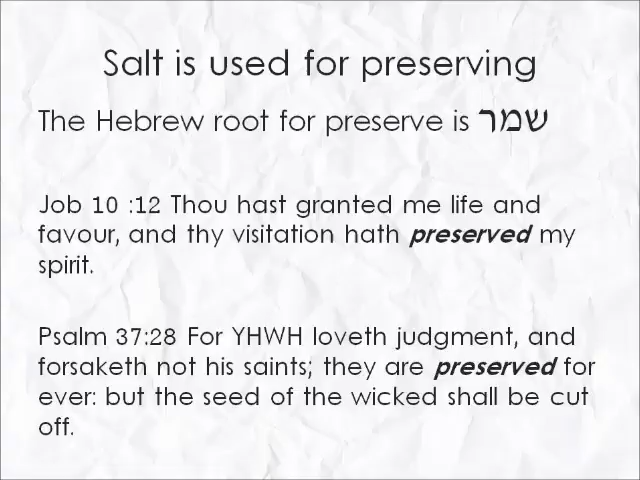 Salt is used for preserving
The Hebrew root for preserve is שמר
Job 10 :12 Thou hast granted me life and
favour, and thy visitation hath preserved my
spirit.
Psalm 37:28 For YHWH loveth judgment, and
forsaketh not his saints; they are preserved for
ever: but the seed of the wicked shall be cut
off.